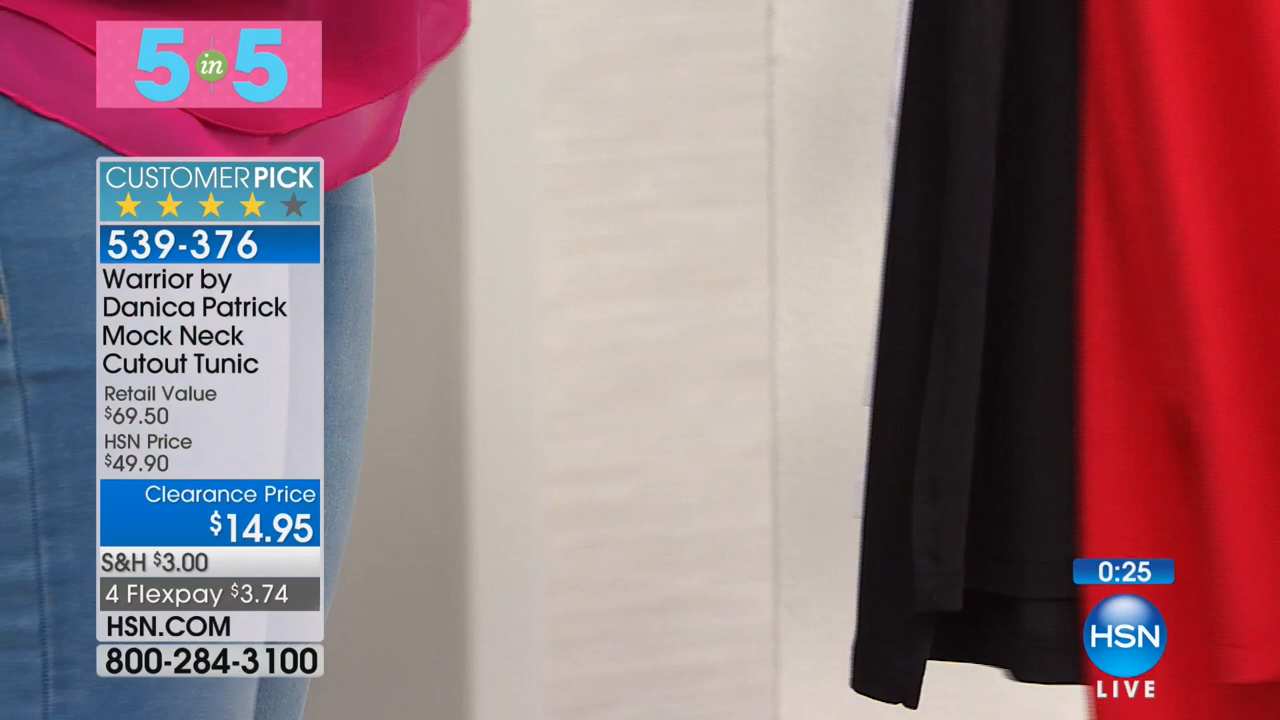 5 in 5
CUSTOMER PICK
539-376
Warrior by
Danica Patrick
Mock Neck
Cutout Tunic
Retail Value
$69.50
HSN Price
$49.90
Clearance Price
$14.95
S&H $3.00
4 Flexpay $3.74
HSN.COM
800-284-3100
0:25
HSN
LIVE